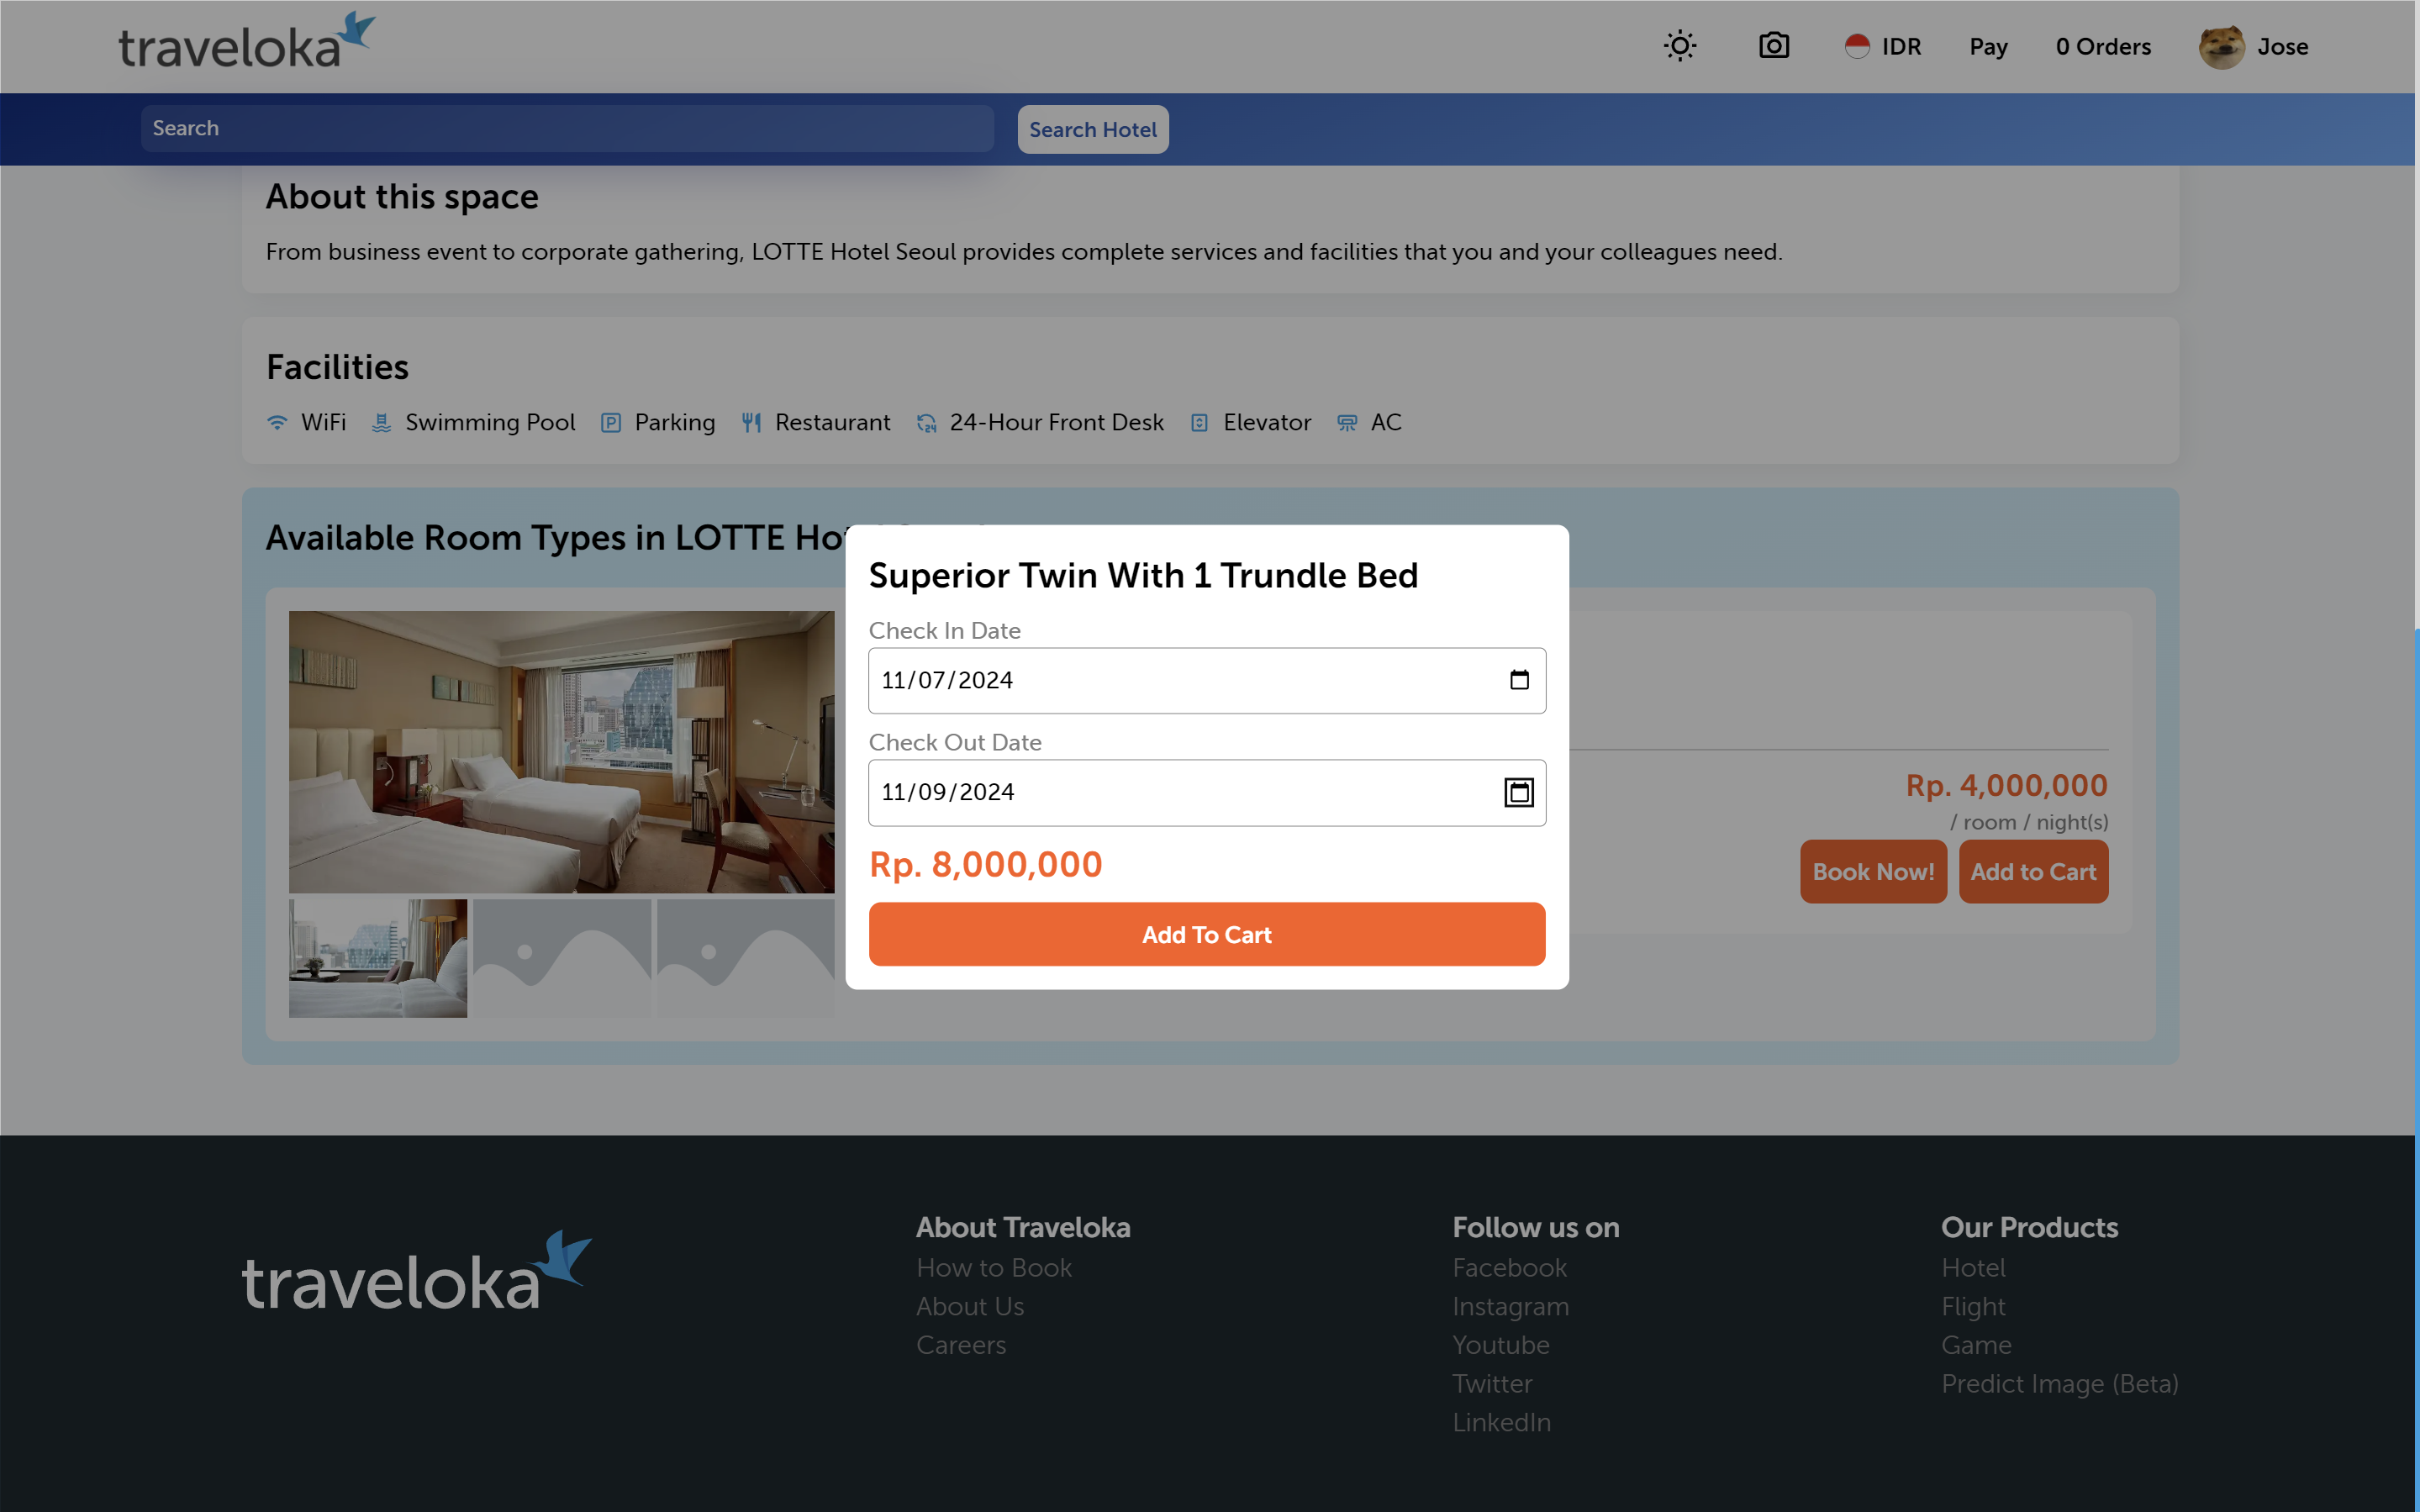 traveloka
IDR
Pay
0 Orders
Jose
Search
Search Hotel
About this space
From business event to corporate gathering, LOTTE Hotel Seoul provides complete services and facilities that you and your colleagues need.
Facilities
WiFi
Swimming Pool
Parking
Restaurant
24-Hour Front Desk
Elevator
AC
Available Room Types in LOTTE Ho
Superior Twin With 1 Trundle Bed
Check In Date
11/07/2024
Check Out Date
11/09/2024
Rp. 8,000,000
Add To Cart
Rp. 4,000,000
/ room / night(s)
Book Now!
Add to Cart
traveloka
About Traveloka
How to Book
About Us
Careers
Follow us on
Facebook
Instagram
Youtube
Twitter
LinkedIn
Our Products
Hotel
Flight
Game
Predict Image (Beta)